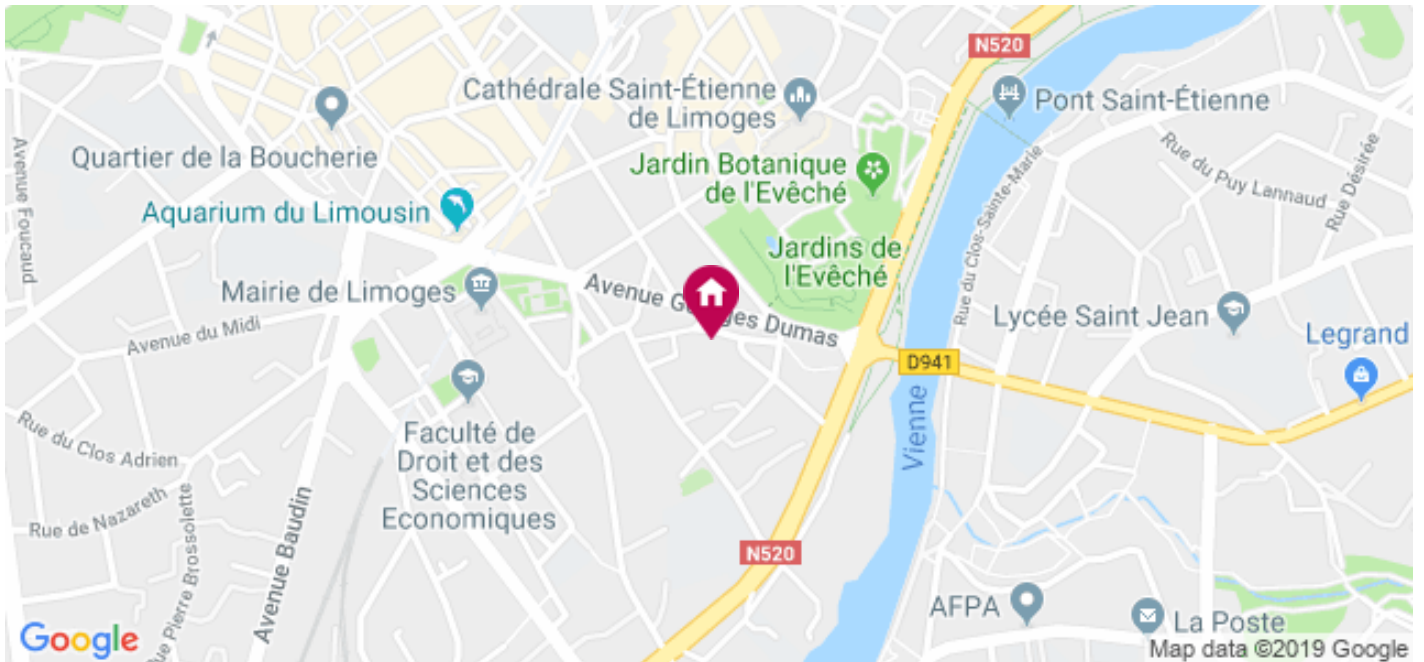 N520
Cathédrale Saint-Étienne
de Limoges
Pont Saint-Étienne
Quartier de la Boucherie
Avenue Foucaud
Jardin Botanique
de l'Evêché
Rue du Puy Lannaud
Rue Désirée
Rue du Clos-Sainte-Marie
Aquarium du Limousin
Jardins de
l'Evêché
Mairie de Limoges
Avenue G ges Dumas
Avenue du Midi
Lycée Saint Jean
Legrand
D941
Vienne
Faculté de
Droit et des
Sciences
Economiques
Rue du Clos Adrien
Rue de Nazareth
Rue Pierre Brossolette
Avenue Baudin
N520
AFPA
La Poste
Google
Map data ©2019 Google